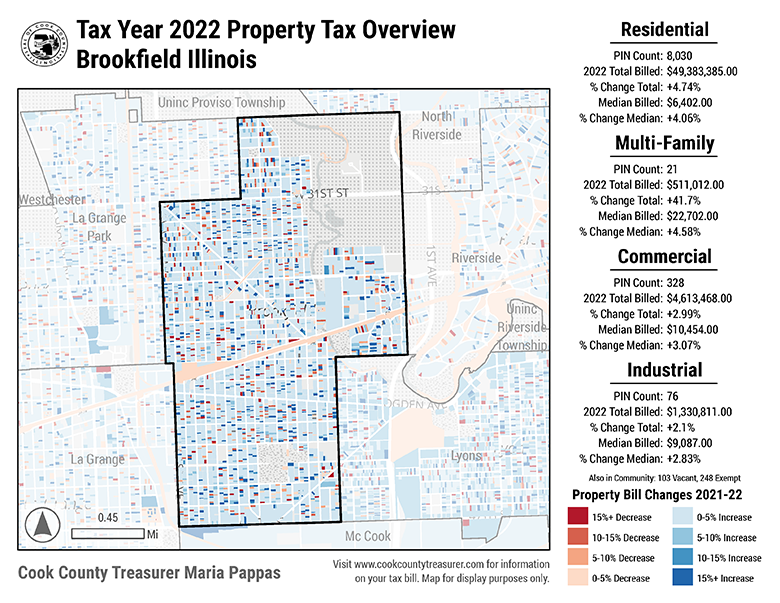 Tax Year 2022 Property Tax Overview
Brookfield Illinois
Uninc Proviso Township
North
Riverside
31ST ST
31S
Westchester
La Grange
Park
1ST AVE
Riverside
Uninc
Riverside
Township
OGDEN AVE
La Grange
Lyons
0.45
Mi
Mc Cook
Cook County Treasurer Maria Pappas
Visit www.cookcountytreasurer.com for information
on your tax bill. Map for display purposes only.
Residential
PIN Count: 8,030
2022 Total Billed: $49,383,385.00
% Change Total: +4.74%
Median Billed: $6,402.00
% Change Median: +4.06%
Multi-Family
PIN Count: 21
2022 Total Billed: $511,012.00
% Change Total: +41.7%
Median Billed: $22,702.00
% Change Median: +4.58%
Commercial
PIN Count: 328
2022 Total Billed: $4,613,468.00
% Change Total: +2.99%
Median Billed: $10,454.00
% Change Median: +3.07%
Industrial
PIN Count: 76
2022 Total Billed: $1,330,811.00
% Change Total: +2.1%
Median Billed: $9,087.00
% Change Median: +2.83%
Also in Community: 103 Vacant, 248 Exempt
Property Bill Changes 2021-22
15%+ Decrease
10-15% Decrease
5-10% Decrease
0-5% Decrease
0-5% Increase
5-10% Increase
10-15% Increase
15%+ Increase